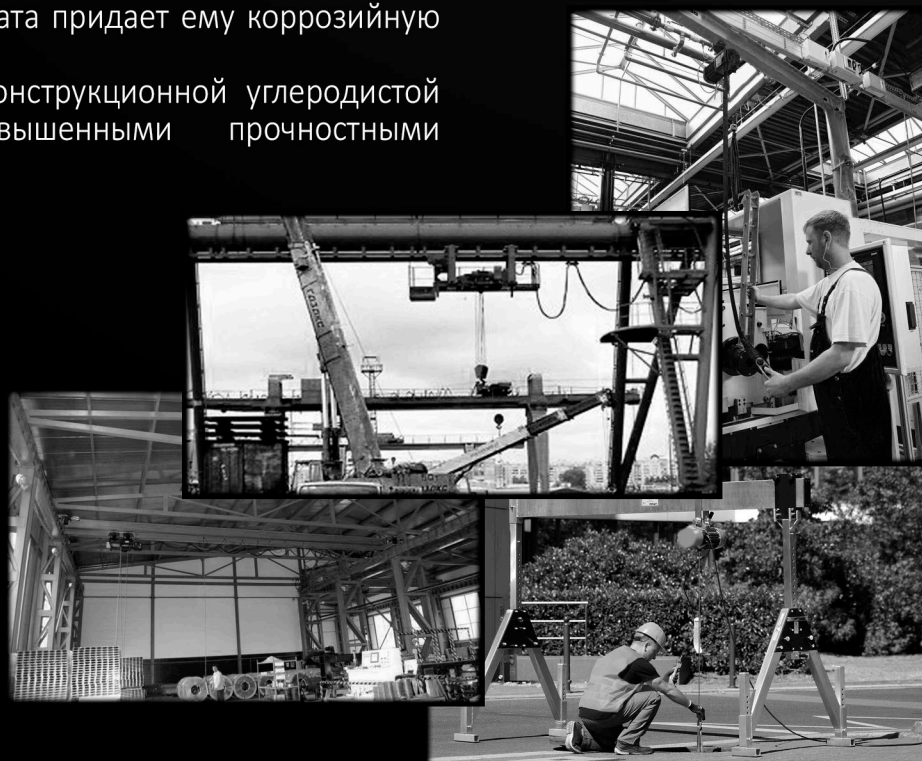 ата придает ему коррозийную
онструкционной углеродистой
вышенными прочностными